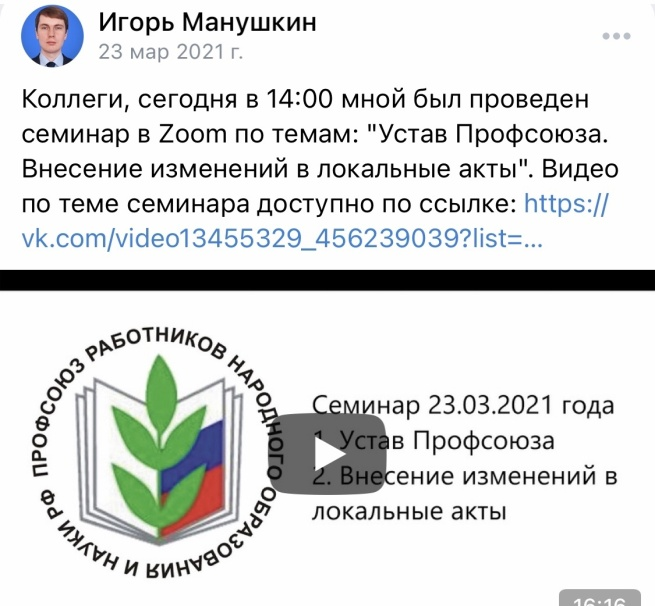 Игорь Манушкин
23 мар 2021 г.
Коллеги, сегодня в 14:00 мной был проведен
семинар в Zoom по темам: "Устав Профсоюза.
Внесение изменений в локальные акты". Видео
по теме семинара доступно по ссылке: https://
vk.com/video13455329_456239039?list=...
ПРОФСОЮЗ РАБОТНИКОВ НАРОДНОГО ОБРАЗОВАНИЯ И НАУКИ РФ
Семинар 23.03.2021 года
1. Устав Профсоюза
2. Внесение изменений в
локальные акты
16:16